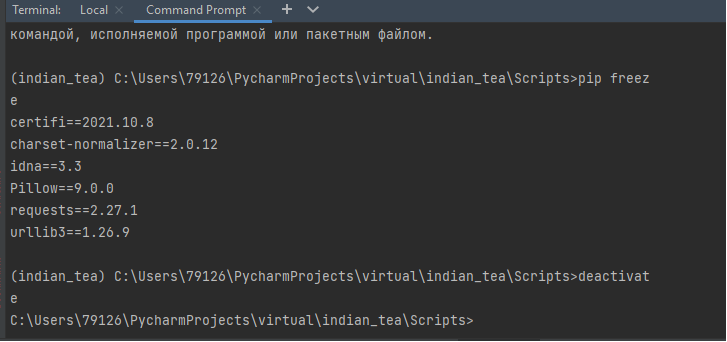 Terminal: Local Command Prompt
командой, исполняемой программой или пакетным файлом.
(indian_tea) C:\Users\79126\PycharmProjects\virtual\indian_tea\Scripts>pip freez
e
certifi==2021.10.8
charset-normalizer==2.0.12
idna==3.3
Pillow==9.0.0
requests==2.27.1
urllib3==1.26.9
(indian_tea) C:\Users\79126\PycharmProjects\virtual\indian_tea\Scripts>deactivat
e
C:\Users\79126\PycharmProjects\virtual\indian_tea\Scripts>